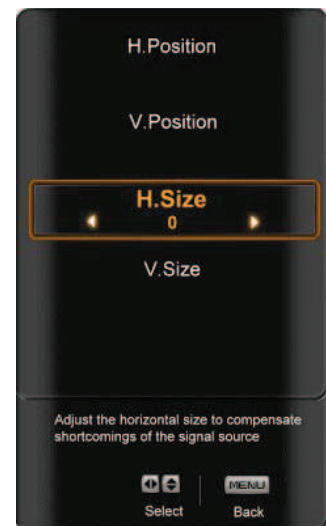 H.Position
V.Position
H.Size
0
V.Size
Adjust the horizontal size to compensate
shortcomings of the signal source
MENU
Select
Back